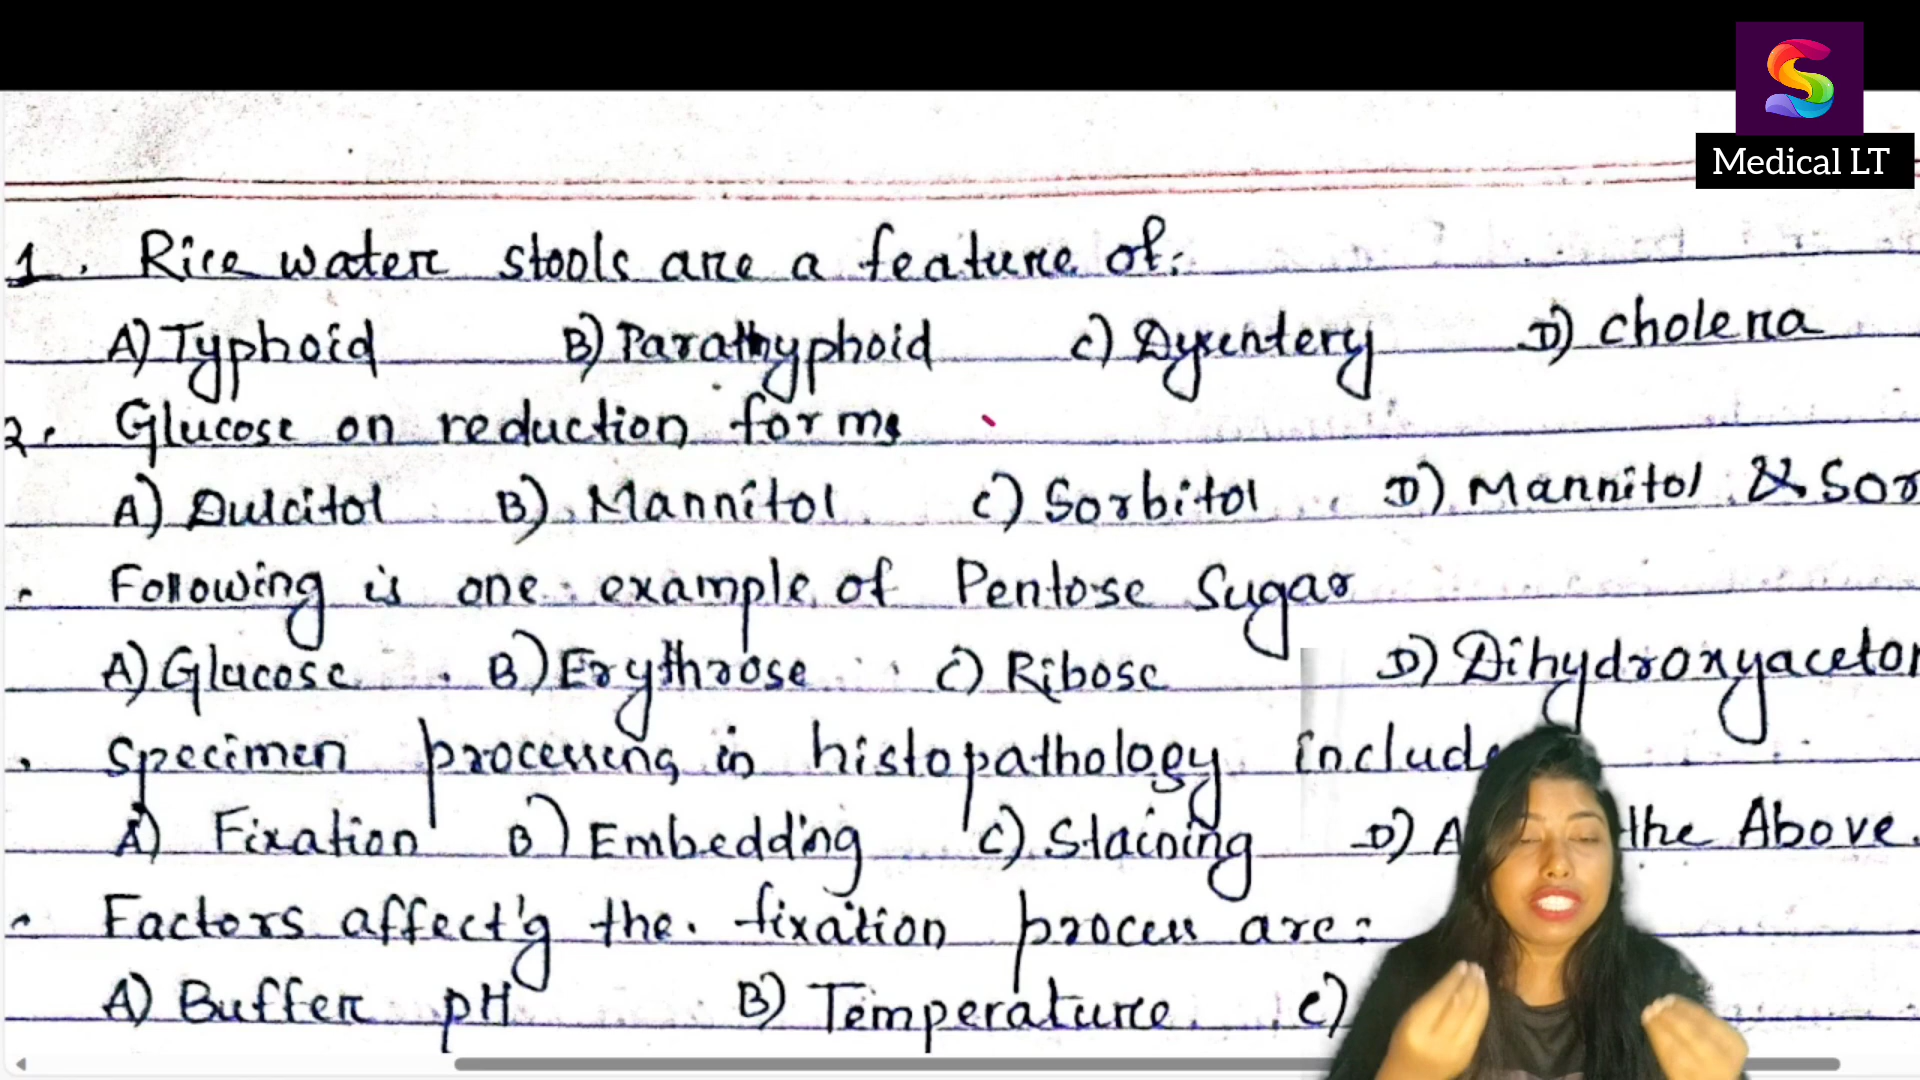 Medical LT
1. Rice water stools are a feature of:
A) Typhoid B) Parathyphoid C) Dysentery D) cholera
2. Glucose on reduction forms
A) Dulcitol B) Mannitol C) Sorbitol D) Mannitol & Sor
Following is one example of Pentose Sugar
A) Glucose B) Erythrose C) Ribose D) Dihydroxyaceto
Specimen processing in histopathology include
A) Fixation B) Embedding C) Staining D) A the Above.
Factors affect'g the fixation process are:
A) Buffer pH B) Temperature C)